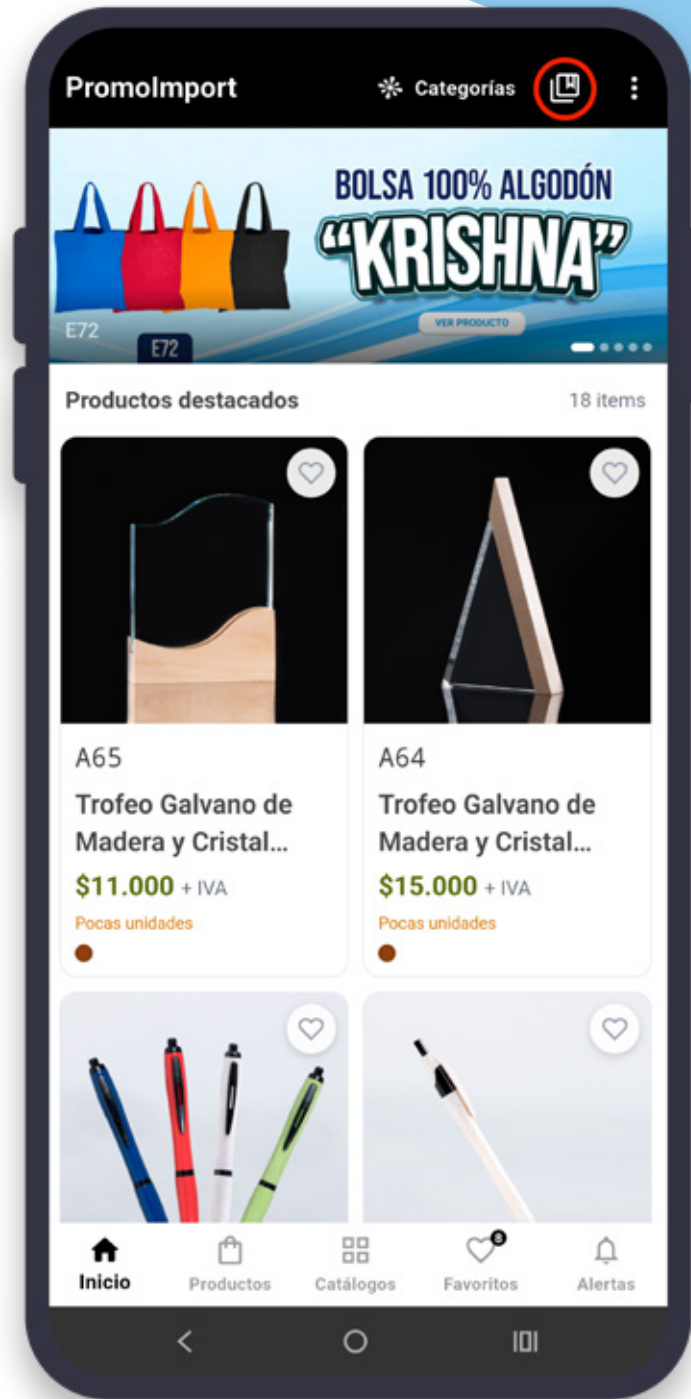 PromoImport
Categorías
BOLSA 100% ALGODÓN
“KRISHNA”
E72
E72
VER PRODUCTO
Productos destacados
18 items
A65
Trofeo Galvano de
Madera y Cristal...
$11.000 + IVA
Pocas unidades
A64
Trofeo Galvano de
Madera y Cristal...
$15.000 + IVA
Pocas unidades
8
Inicio
Productos
Catálogos
Favoritos
Alertas